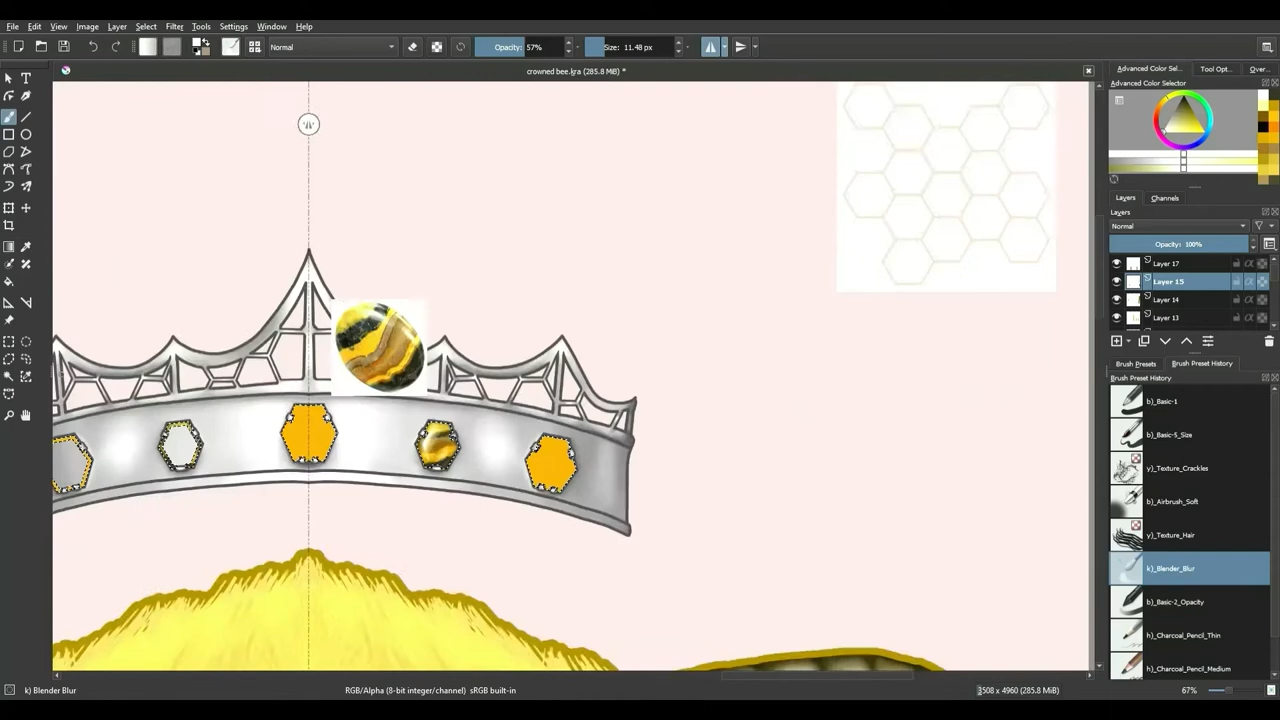 File Edit View Image Layer Select Filter Tools Settings Window Help
Normal Opacity: 57% Size: 11.48 px
crowned bee.kra (285.8 MiB) *
Advanced Color Sel... Tool Opt... Over...
Advanced Color Selector
Layers Channels
Layers
Normal
Opacity: 100%
Layer 17
Layer 15
Layer 14
Layer 13
Brush Presets Brush Preset History
Brush Preset History
b)_Basic-1
b)_Basic-5_Size
y)_Texture_Crackles
b)_Airbrush_Soft
y)_Texture_Hair
k)_Blender_Blur
b)_Basic-2_Opacity
h)_Charcoal_Pencil_Thin
h)_Charcoal_Pencil_Medium
k) Blender Blur RGB/Alpha (8-bit integer/channel) sRGB built-in 3508 x 4960 (285.8 MiB) 67%